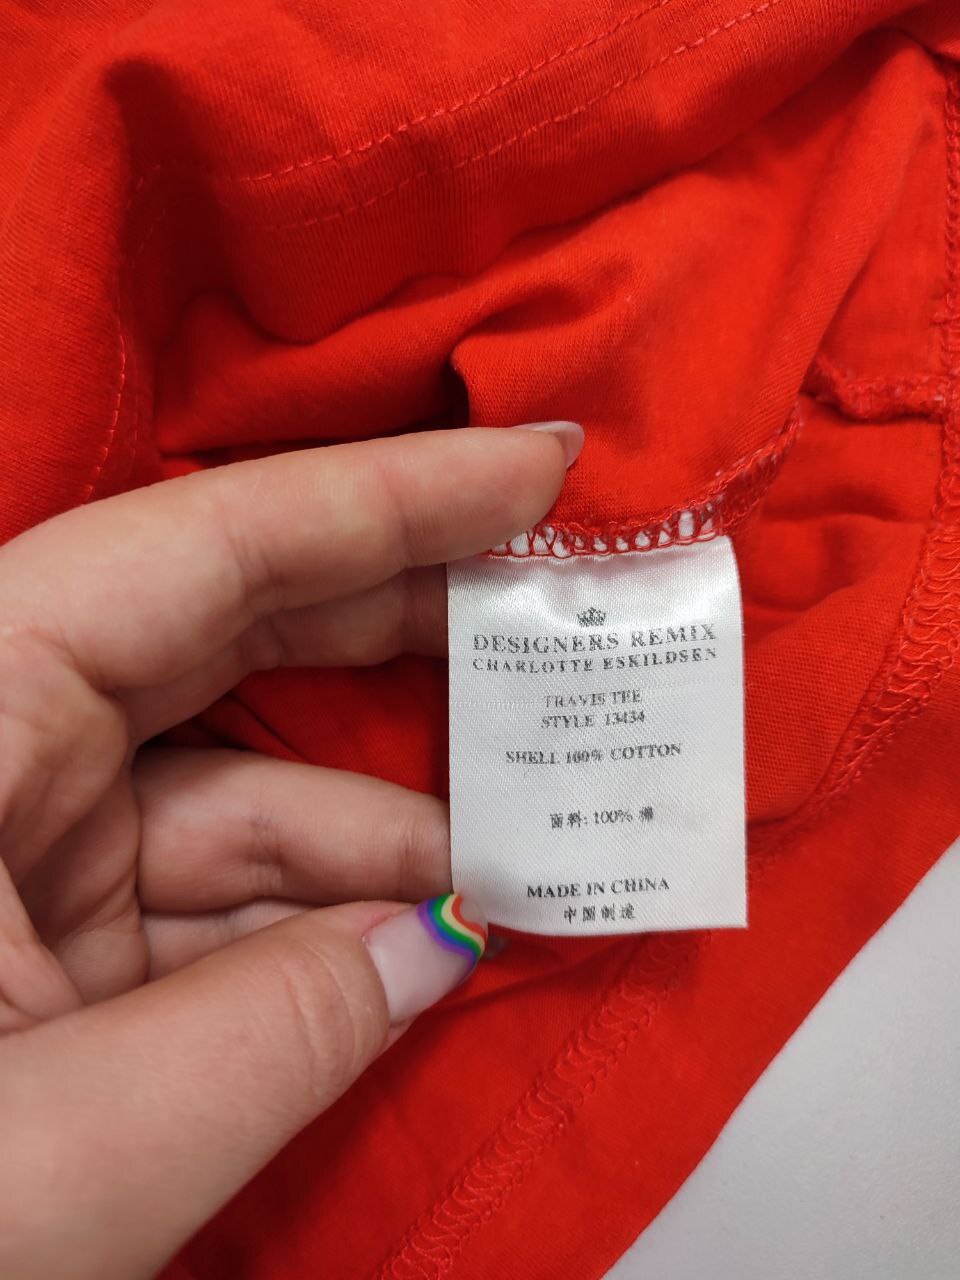 DESIGNERS REMIX
CHARLOTTE ESKILDSEN
TRAVIS TEE
STYLE 13434
SHELL 100% COTTON
面料: 100% 棉
MADE IN CHINA
中国制造